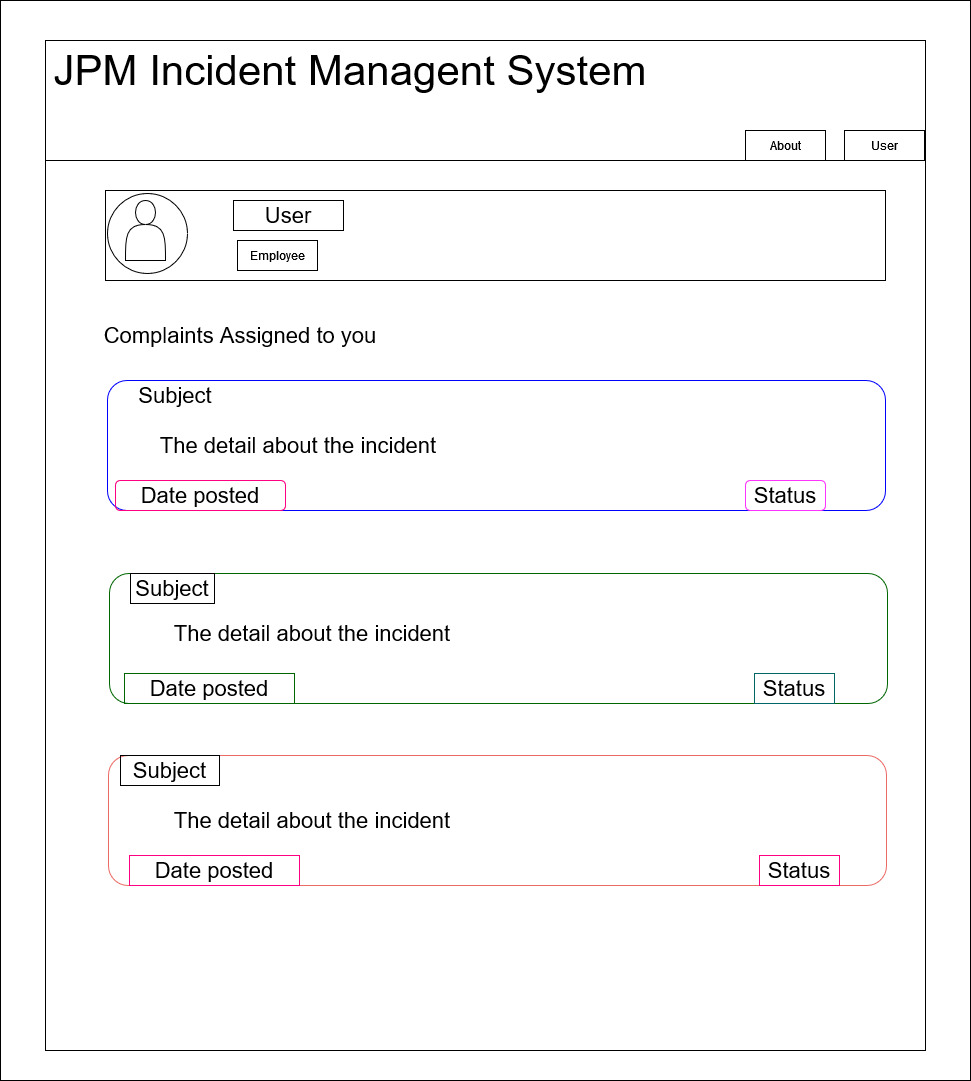 JPM Incident Managent System
About
User
User
Employee
Complaints Assigned to you
Subject
The detail about the incident
Date posted
Status
Subject
The detail about the incident
Date posted
Status
Subject
The detail about the incident
Date posted
Status